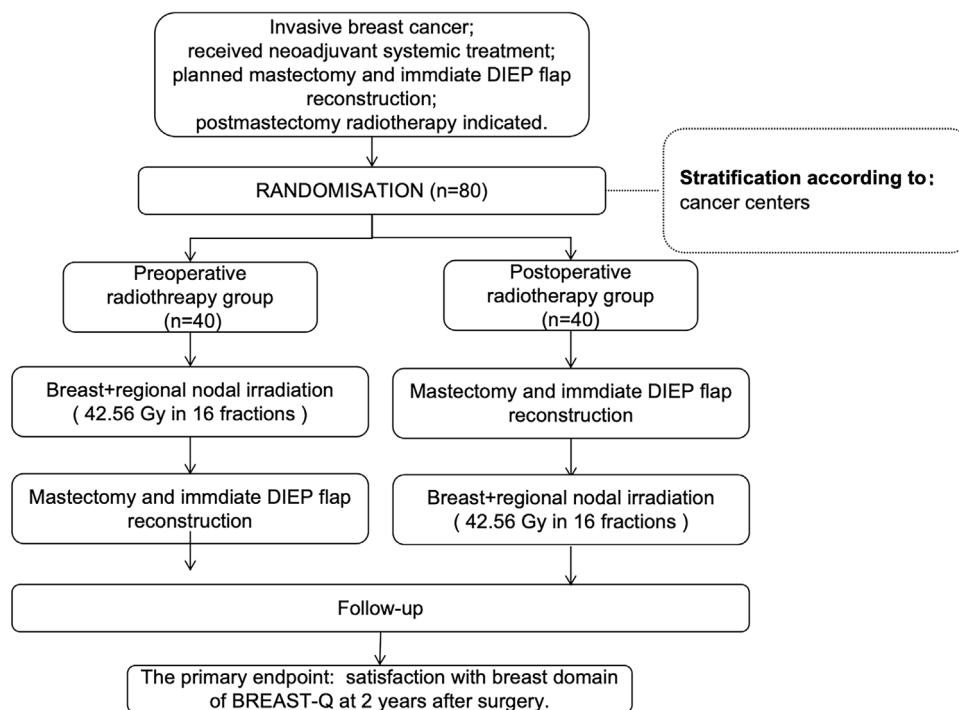 Invasive breast cancer;
received neoadjuvant systemic treatment;
planned mastectomy and immdiate DIEP flap
reconstruction;
postmastectomy radiotherapy indicated.
RANDOMISATION (n=80)
Stratification according to:
cancer centers
Preoperative
radiothreapy group
(n=40)
Postoperative
radiotherapy group
(n=40)
Breast+regional nodal irradiation
( 42.56 Gy in 16 fractions )
Mastectomy and immdiate DIEP flap
reconstruction
Mastectomy and immdiate DIEP flap
reconstruction
Breast+regional nodal irradiation
( 42.56 Gy in 16 fractions )
Follow-up
The primary endpoint: satisfaction with breast domain
of BREAST-Q at 2 years after surgery.